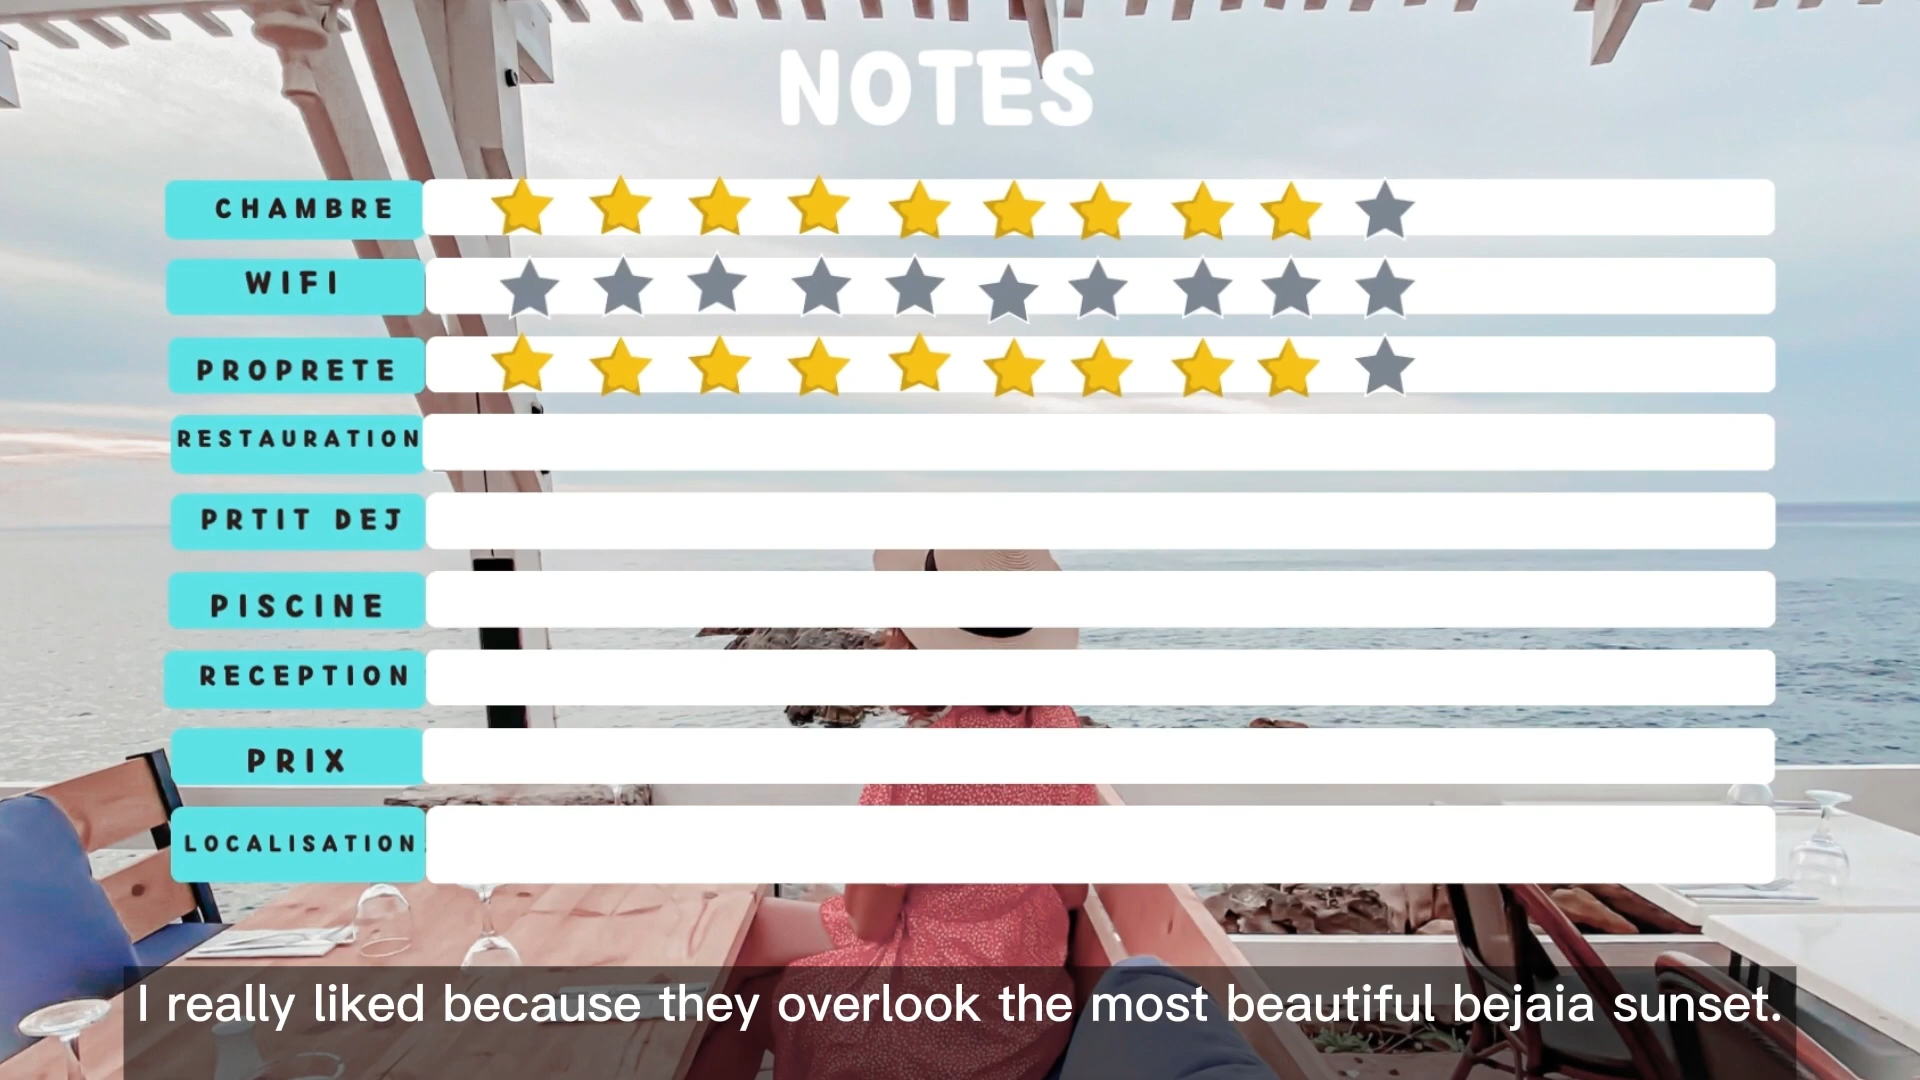 NOTES
CHAMBRE
WIFI
PROPRETE
RESTAURATION
PRTIT DEJ
PISCINE
RECEPTION
PRIX
LOCALISATION
I really liked because they overlook the most beautiful bejaia sunset.